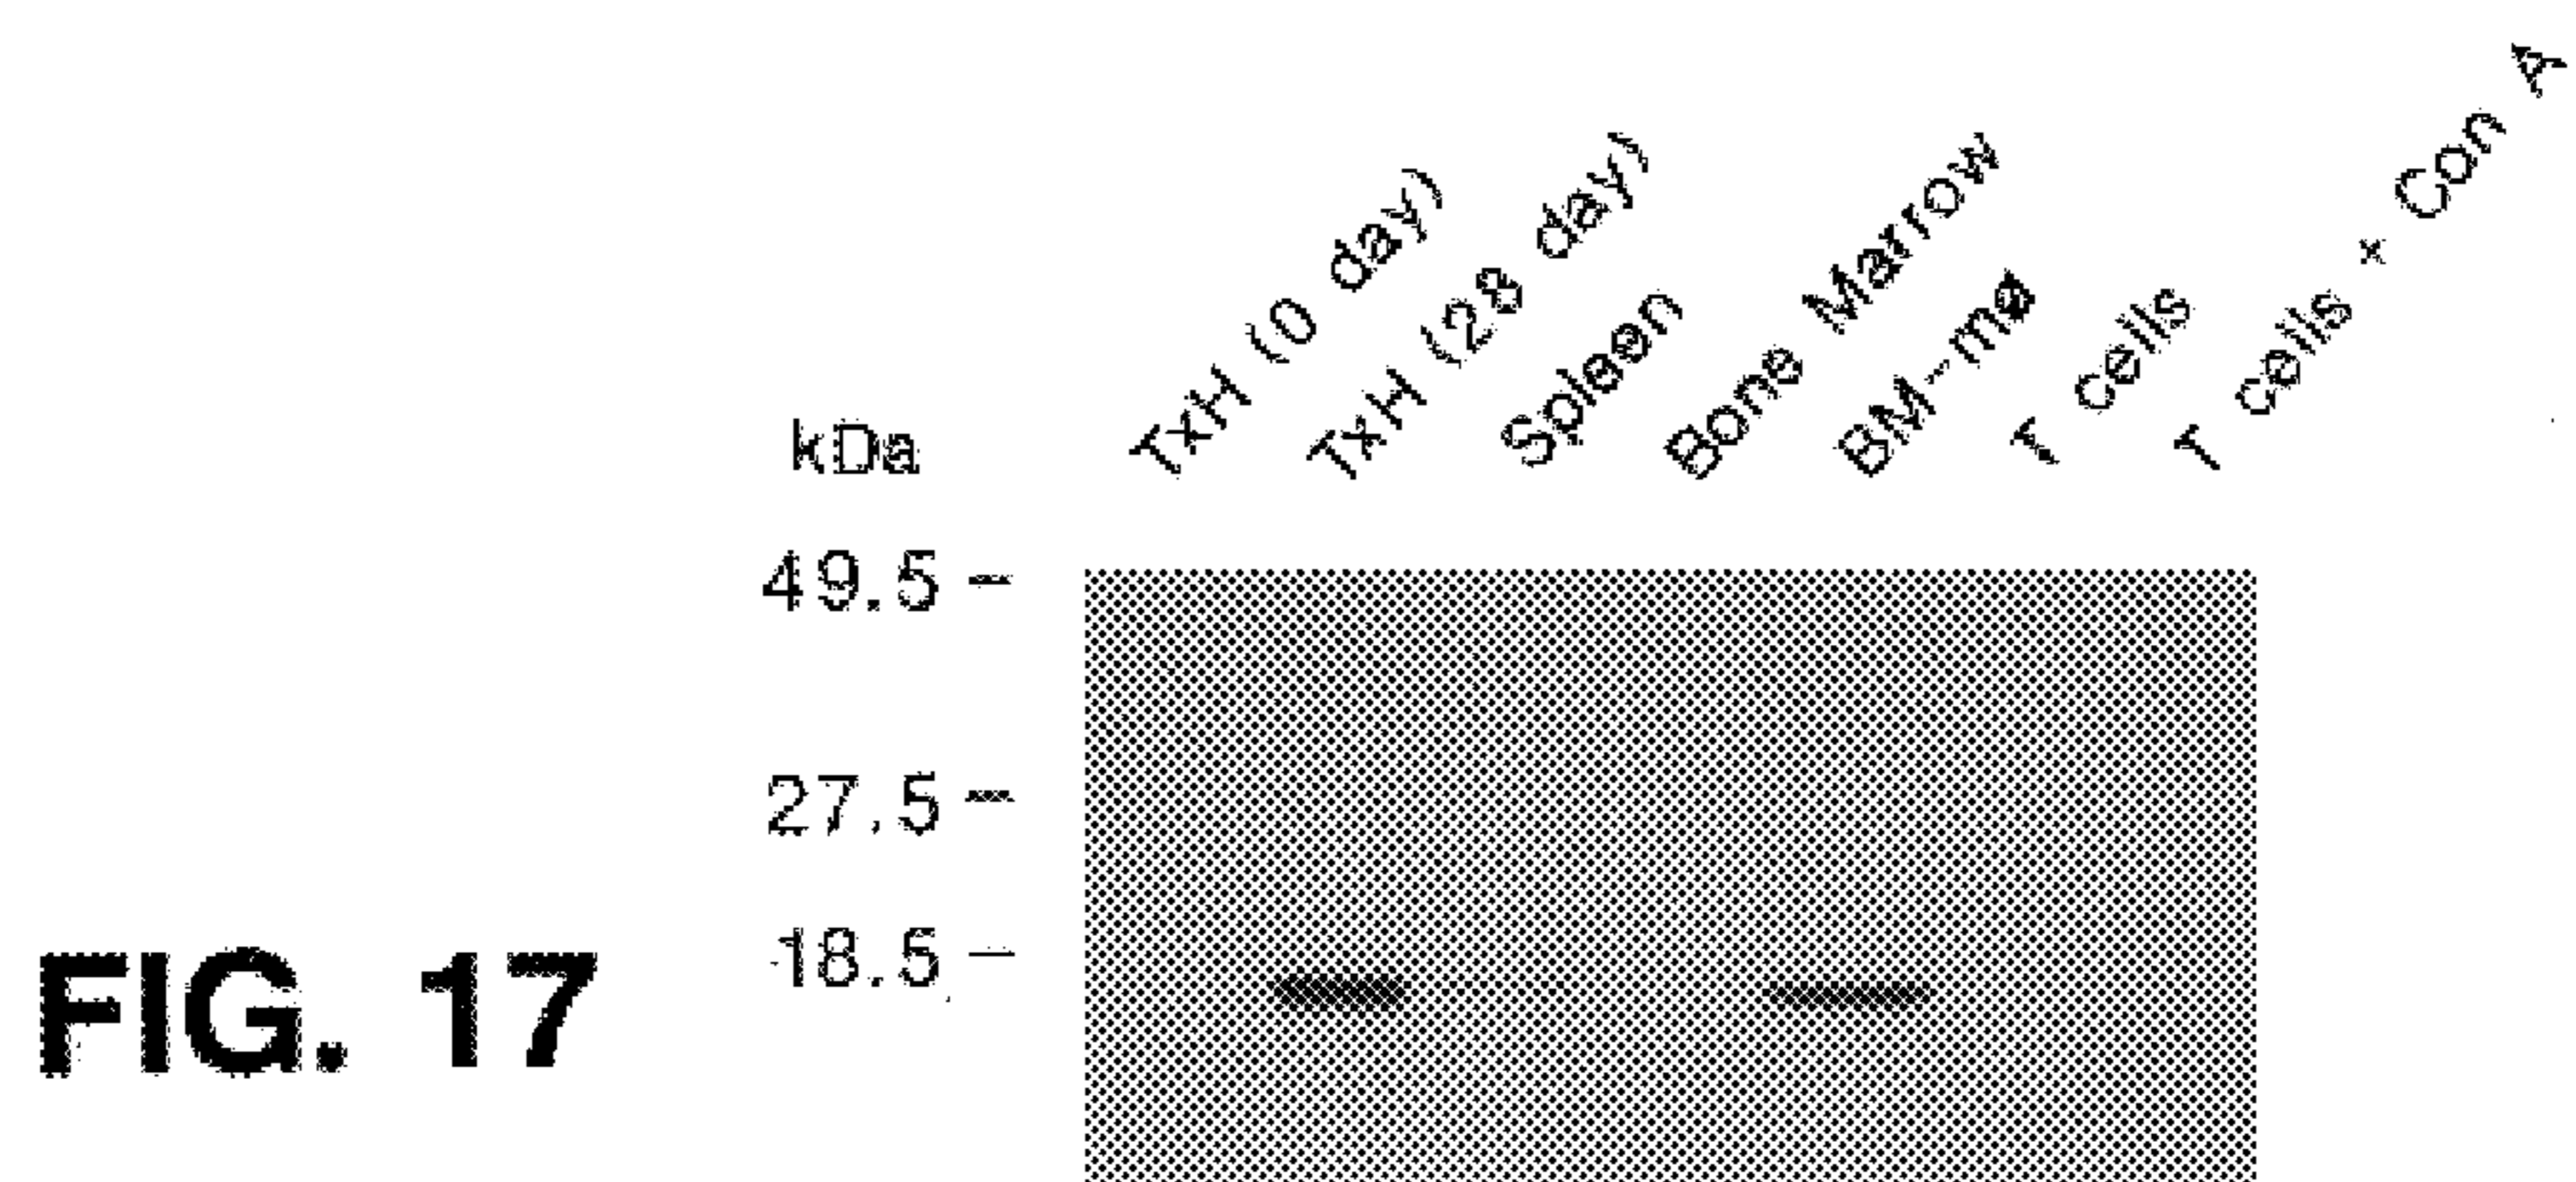 TxH (0 day)
TxH (28 day)
Spleen
Bone Marrow
BM-mø
T cells
T cells + Con A
kDa
49.5 -
27.5 -
18.5 -
FIG. 17